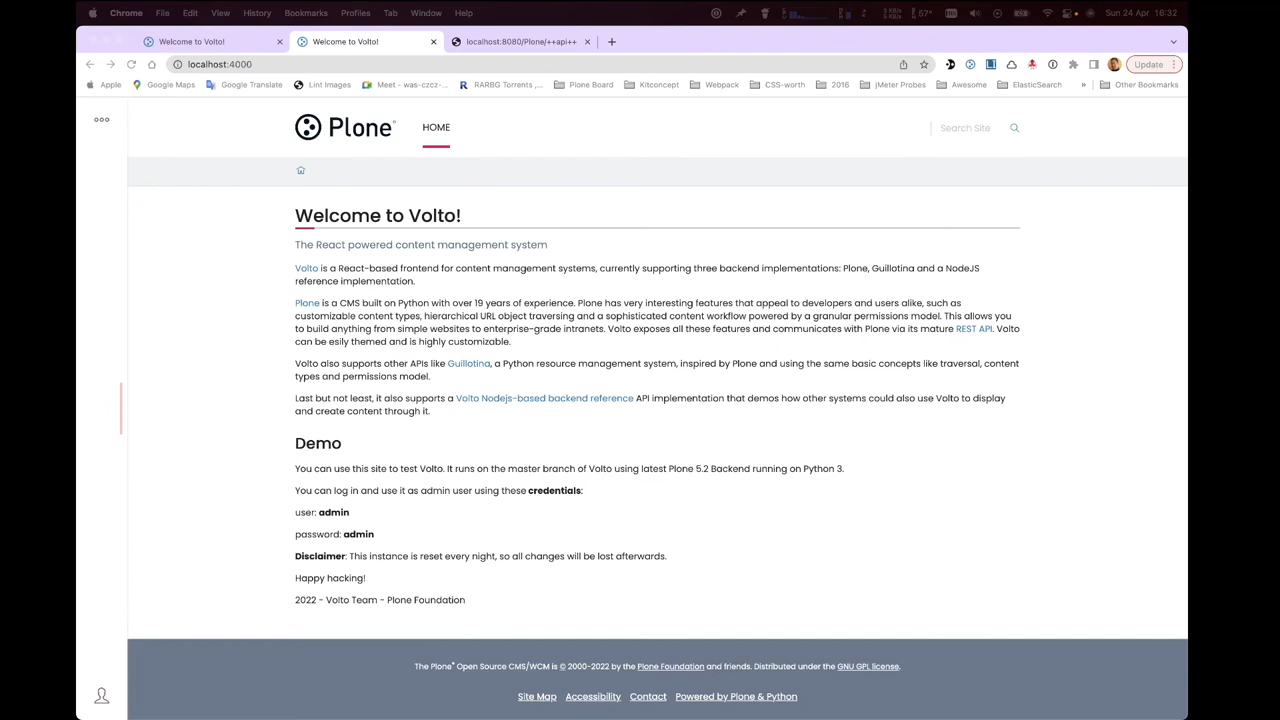 Chrome File Edit View History Bookmarks Profiles Tab Window Help 57° Sun 24 Apr 16:32
Welcome to Volto! Welcome to Volto! localhost:8080/Plone/++api++
localhost:4000 Update
Apple Google Maps Google Translate Lint Images Meet - was-czcz-... RARBG Torrents ,... Plone Board Kitconcept Webpack CSS-worth 2016 jMeter Probes Awesome ElasticSearch » Other Bookmarks
Plone HOME Search Site
Welcome to Volto!
The React powered content management system
Volto is a React-based frontend for content management systems, currently supporting three backend implementations: Plone, Guillotina and a NodeJS
reference implementation.
Plone is a CMS built on Python with over 19 years of experience. Plone has very interesting features that appeal to developers and users alike, such as
customizable content types, hierarchical URL object traversing and a sophisticated content workflow powered by a granular permissions model. This allows you
to build anything from simple websites to enterprise-grade intranets. Volto exposes all these features and communicates with Plone via its mature REST API. Volto
can be esily themed and is highly customizable.
Volto also supports other APIs like Guillotina, a Python resource management system, inspired by Plone and using the same basic concepts like traversal, content
types and permissions model.
Last but not least, it also supports a Volto Nodejs-based backend reference API implementation that demos how other systems could also use Volto to display
and create content through it.
Demo
You can use this site to test Volto. It runs on the master branch of Volto using latest Plone 5.2 Backend running on Python 3.
You can log in and use it as admin user using these credentials:
user: admin
password: admin
Disclaimer: This instance is reset every night, so all changes will be lost afterwards.
Happy hacking!
2022 - Volto Team - Plone Foundation
The Plone® Open Source CMS/WCM is © 2000-2022 by the Plone Foundation and friends. Distributed under the GNU GPL license.
Site Map Accessibility Contact Powered by Plone & Python